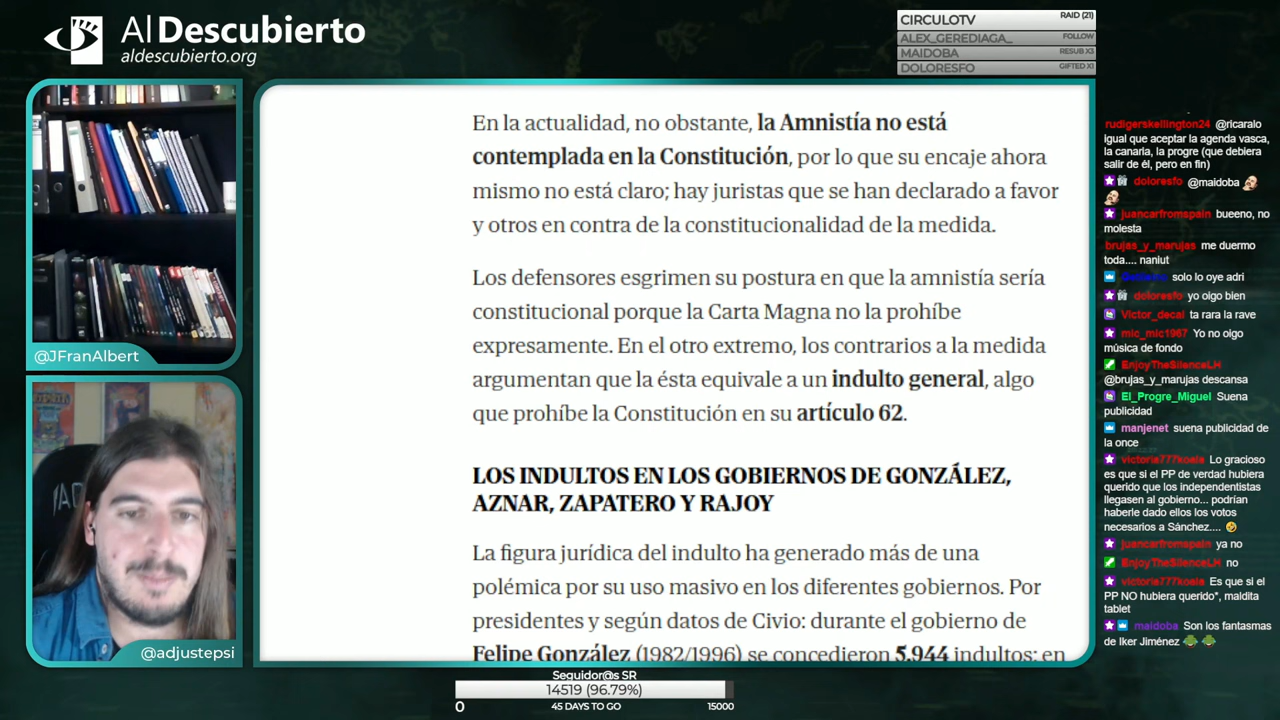 Al Descubierto
aldescubierto.org
CIRCULOTV RAID (21)
ALEX_GEREDIAGA_ FOLLOW
MAIDOBA RESUB X3
DOLORESFO GIFTED X1
@JFranAlbert
@adjustepsi
En la actualidad, no obstante, la Amnistía no está
contemplada en la Constitución, por lo que su encaje ahora
mismo no está claro; hay juristas que se han declarado a favor
y otros en contra de la constitucionalidad de la medida.
Los defensores esgrimen su postura en que la amnistía sería
constitucional porque la Carta Magna no la prohíbe
expresamente. En el otro extremo, los contrarios a la medida
argumentan que la ésta equivale a un indulto general, algo
que prohíbe la Constitución en su artículo 62.
LOS INDULTOS EN LOS GOBIERNOS DE GONZÁLEZ,
AZNAR, ZAPATERO Y RAJOY
La figura jurídica del indulto ha generado más de una
polémica por su uso masivo en los diferentes gobiernos. Por
presidentes y según datos de Civio: durante el gobierno de
Felipe González (1982/1996) se concedieron 5.944 indultos; en
rudigerskellington24 @ricaralo
igual que aceptar la agenda vasca,
la canaria, la progre (que debiera
salir de él, pero en fin)
doloresfo @maidoba
juancarfromspain bueeno, no
molesta
brujas_y_marujas me duermo
toda.... naniut
solo lo oye adri
doloresfo yo oigo bien
Victor_decal ta rara la rave
mic_mic1967 Yo no oigo
música de fondo
EnjoyTheSilenceLH
@brujas_y_marujas descansa
El_Progre_Miguel Suena
publicidad
manjenet suena publicidad de
la once
victoria777koala Lo gracioso
es que si el PP de verdad hubiera
querido que los independentistas
llegasen al gobierno... podrían
haberle dado ellos los votos
necesarios a Sánchez....
juancarfromspain ya no
EnjoyTheSilenceLH no
victoria777koala Es que si el
PP NO hubiera querido*, maldita
tablet
maidoba Son los fantasmas
de Iker Jiménez
Seguidor@s SR
14519 (96.79%)
0 45 DAYS TO GO 15000